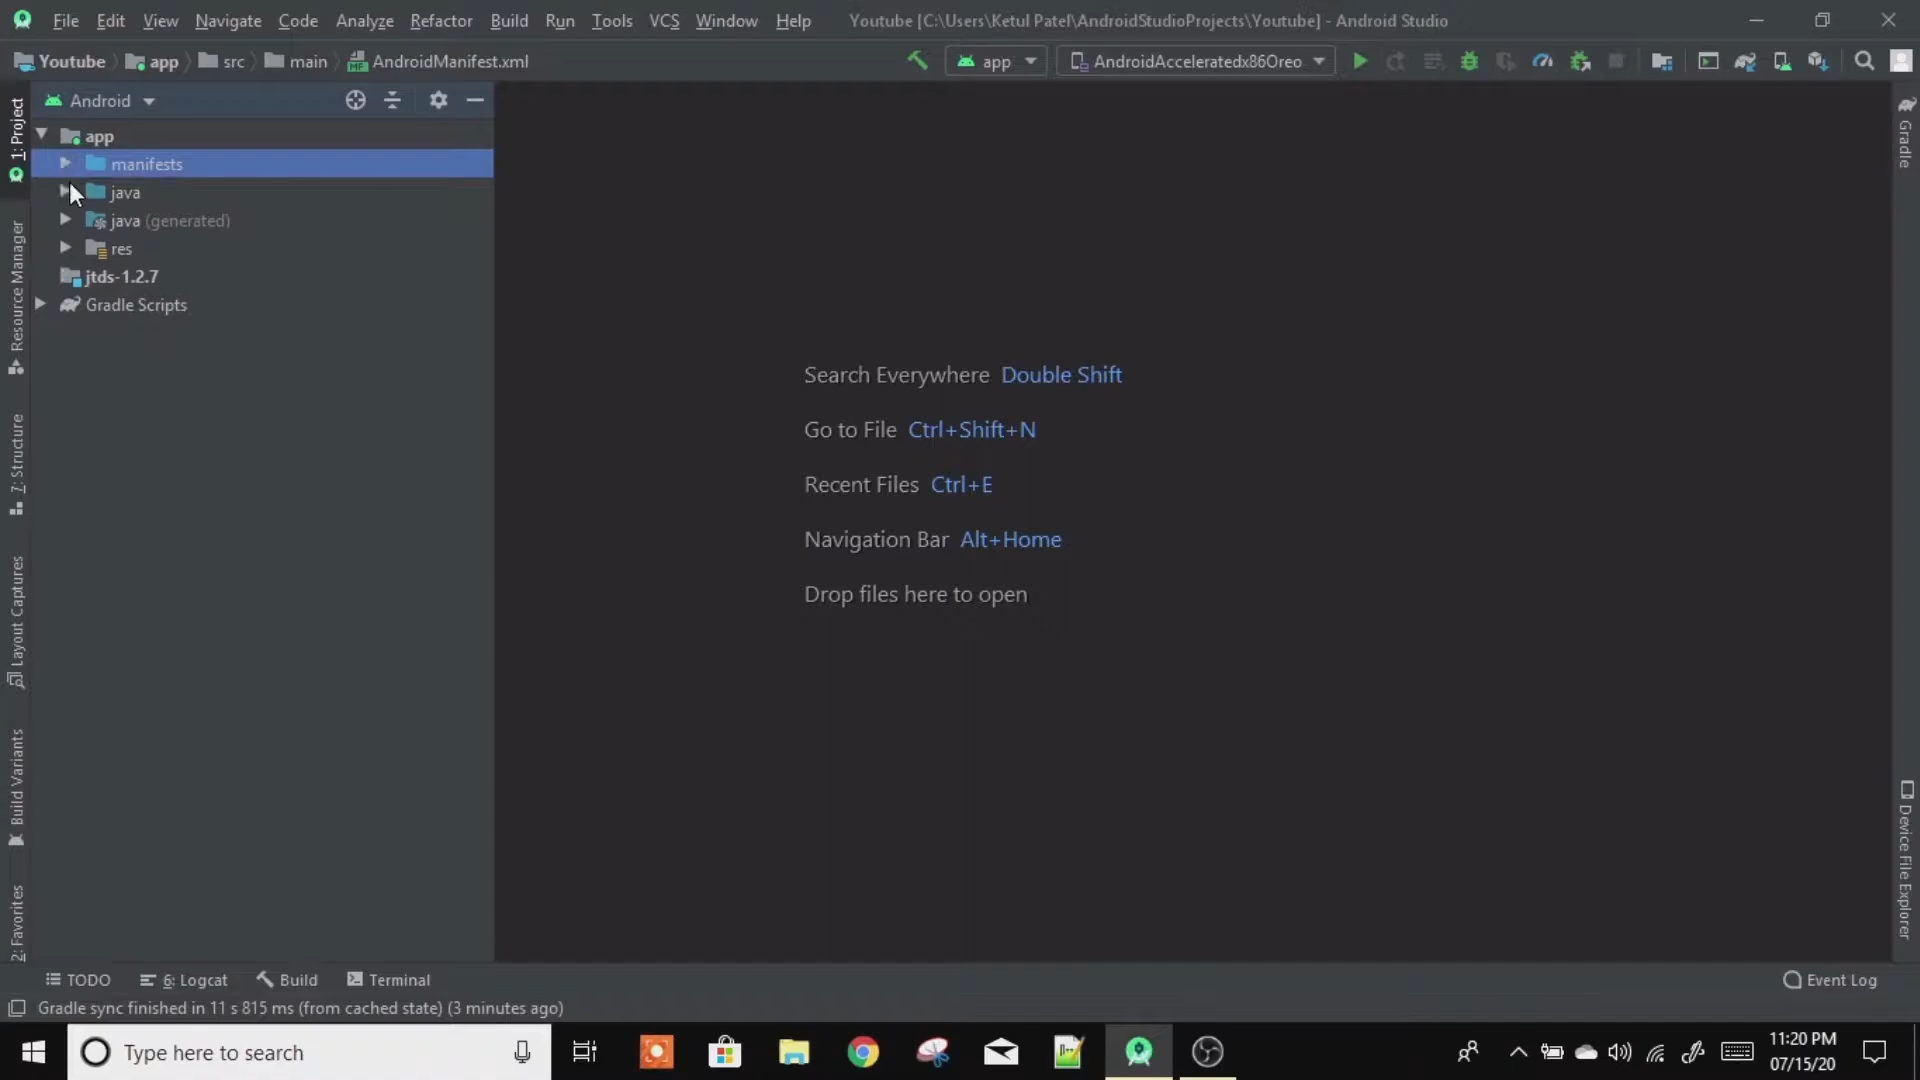 File Edit View Navigate Code Analyze Refactor Build Run Tools VCS Window Help Youtube [C:\Users\Ketul Patel\AndroidStudioProjects\Youtube] - Android Studio
Youtube app src main AndroidManifest.xml app AndroidAcceleratedx86Oreo
Android
app
manifests
java
java (generated)
res
jtds-1.2.7
Gradle Scripts
1: Project
Resource Manager
7: Structure
Layout Captures
Build Variants
2: Favorites
Search Everywhere Double Shift
Go to File Ctrl+Shift+N
Recent Files Ctrl+E
Navigation Bar Alt+Home
Drop files here to open
Gradle
Device File Explorer
TODO 6: Logcat Build Terminal Event Log
Gradle sync finished in 11 s 815 ms (from cached state) (3 minutes ago)
Type here to search
11:20 PM
07/15/20